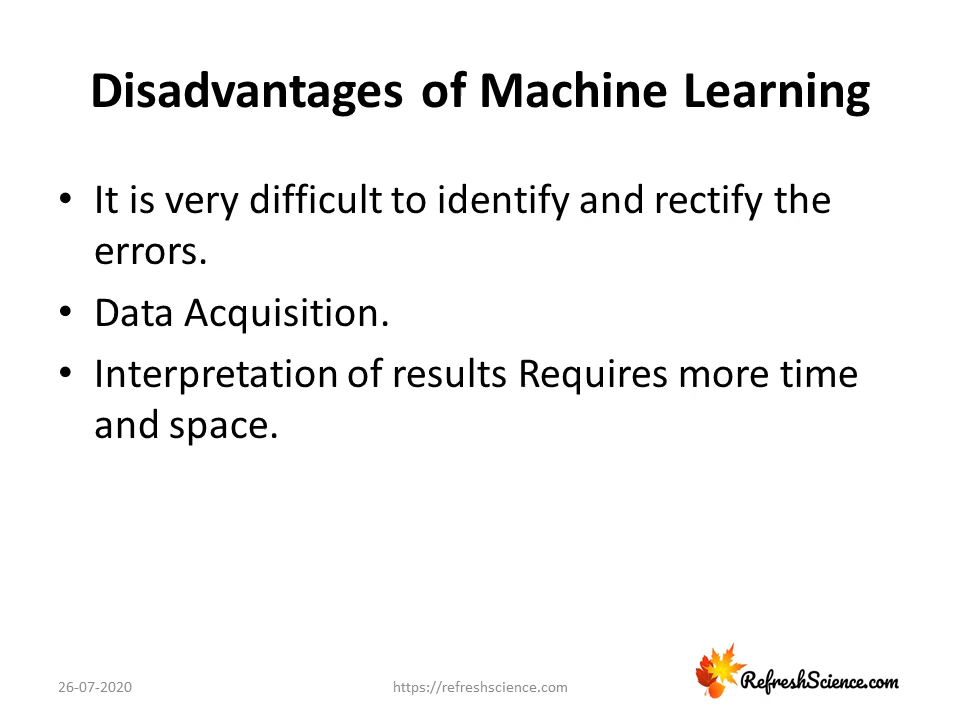 Disadvantages of Machine Learning
• It is very difficult to identify and rectify the
errors.
• Data Acquisition.
• Interpretation of results Requires more time
and space.
26-07-2020
https://refreshscience.com
RefreshScience.com